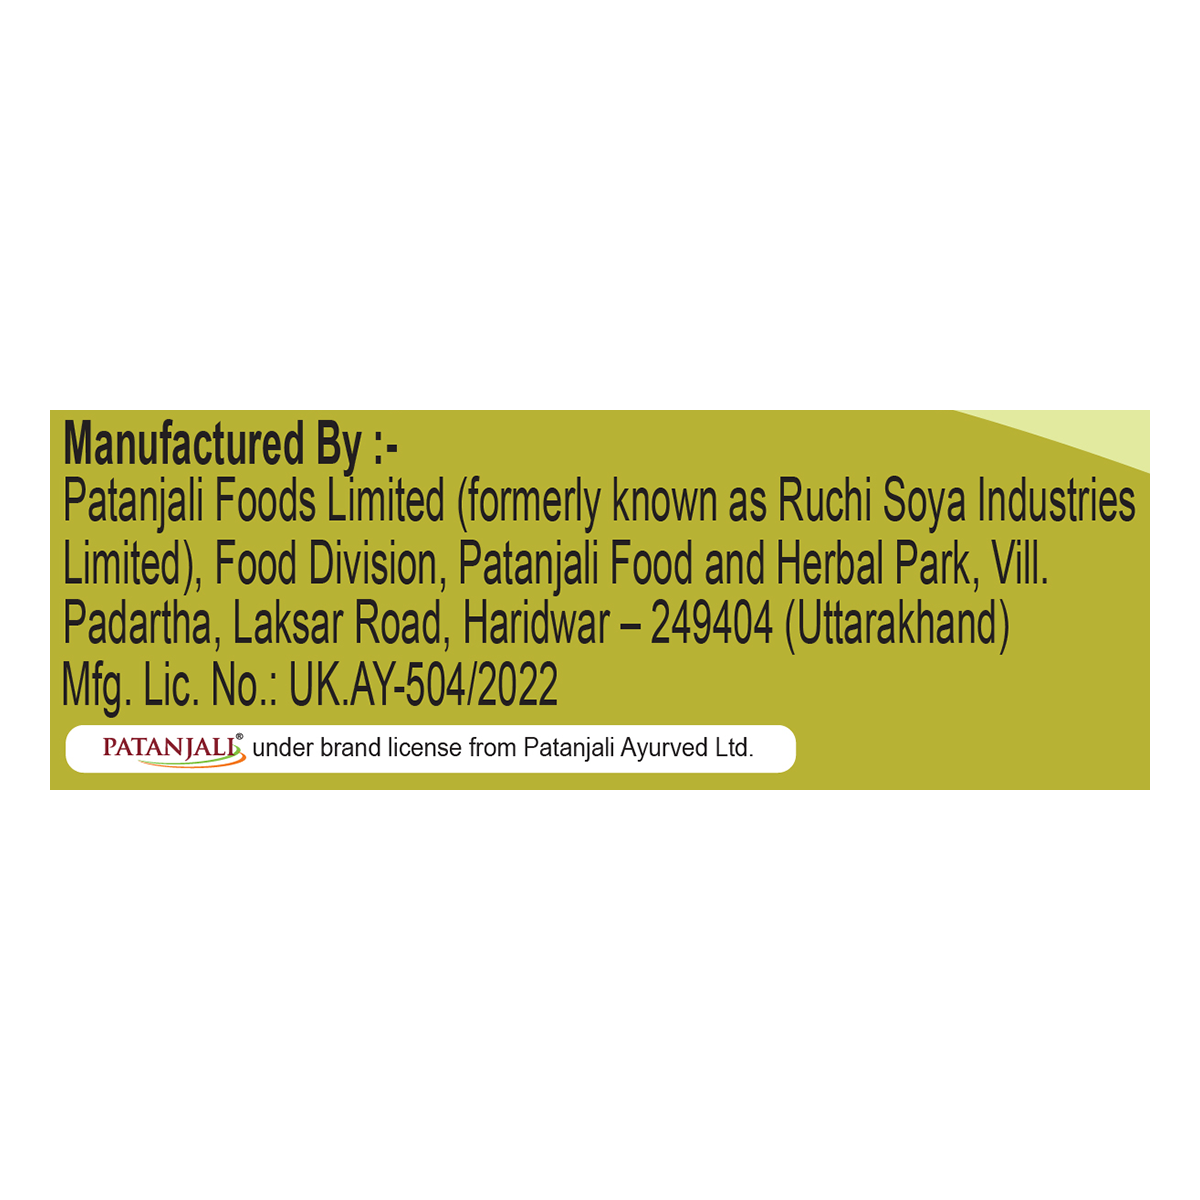 Manufactured By :-
Patanjali Foods Limited (formerly known as Ruchi Soya Industries
Limited), Food Division, Patanjali Food and Herbal Park, Vill.
Padartha, Laksar Road, Haridwar – 249404 (Uttarakhand)
Mfg. Lic. No.: UK.AY-504/2022
PATANJALI® under brand license from Patanjali Ayurved Ltd.